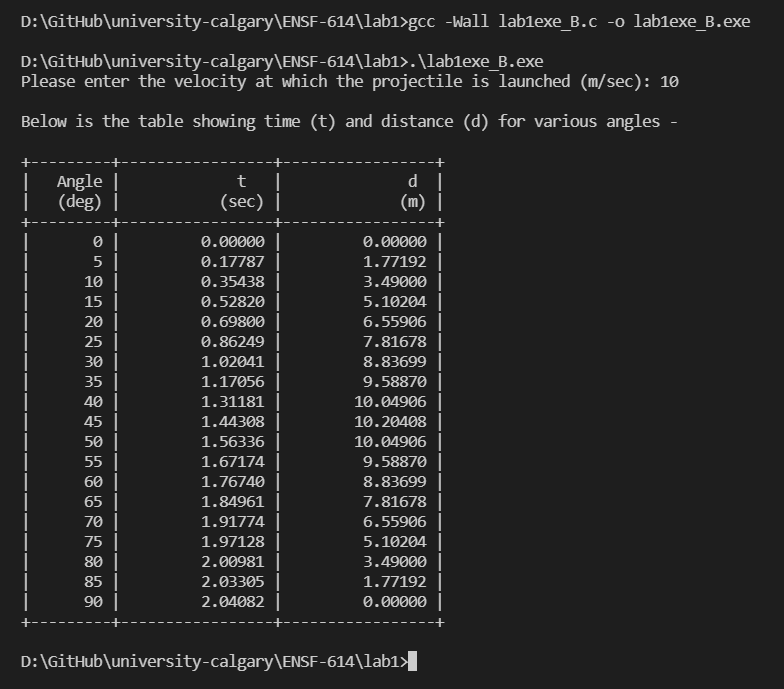 D:\GitHub\university-calgary\ENSF-614\lab1>gcc -Wall lab1exe_B.c -o lab1exe_B.exe
D:\GitHub\university-calgary\ENSF-614\lab1>.\lab1exe_B.exe
Please enter the velocity at which the projectile is launched (m/sec): 10
Below is the table showing time (t) and distance (d) for various angles -
+---------+-----------------+-----------------+
|   Angle |             t   |             d   |
|   (deg) |           (sec) |            (m)  |
+---------+-----------------+-----------------+
|       0 |         0.00000 |         0.00000 |
|       5 |         0.17787 |         1.77192 |
|      10 |         0.35438 |         3.49000 |
|      15 |         0.52820 |         5.10204 |
|      20 |         0.69800 |         6.55906 |
|      25 |         0.86249 |         7.81678 |
|      30 |         1.02041 |         8.83699 |
|      35 |         1.17056 |         9.58870 |
|      40 |         1.31181 |        10.04906 |
|      45 |         1.44308 |        10.20408 |
|      50 |         1.56336 |        10.04906 |
|      55 |         1.67174 |         9.58870 |
|      60 |         1.76740 |         8.83699 |
|      65 |         1.84961 |         7.81678 |
|      70 |         1.91774 |         6.55906 |
|      75 |         1.97128 |         5.10204 |
|      80 |         2.00981 |         3.49000 |
|      85 |         2.03305 |         1.77192 |
|      90 |         2.04082 |         0.00000 |
+---------+-----------------+-----------------+
D:\GitHub\university-calgary\ENSF-614\lab1>